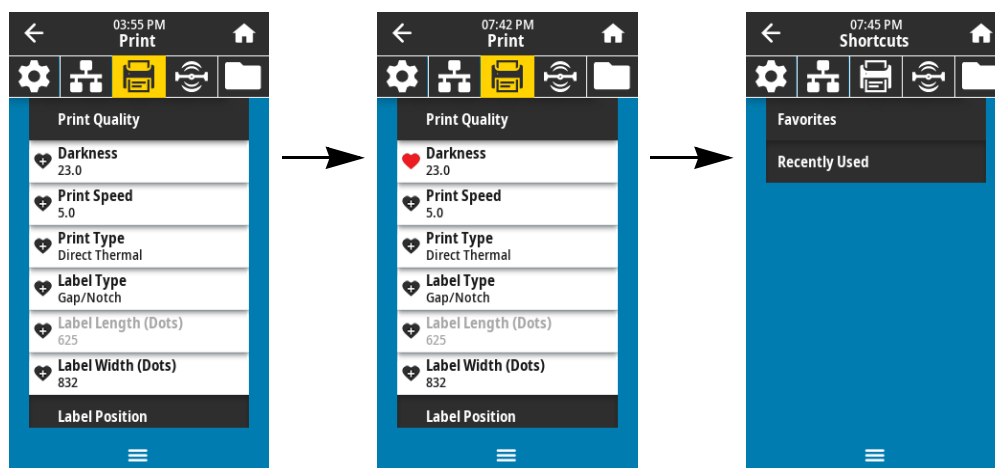 03:55 PM
Print
Print Quality
Darkness
23.0
Print Speed
5.0
Print Type
Direct Thermal
Label Type
Gap/Notch
Label Length (Dots)
625
Label Width (Dots)
832
Label Position
07:42 PM
Print
Print Quality
Darkness
23.0
Print Speed
5.0
Print Type
Direct Thermal
Label Type
Gap/Notch
Label Length (Dots)
625
Label Width (Dots)
832
Label Position
07:45 PM
Shortcuts
Favorites
Recently Used